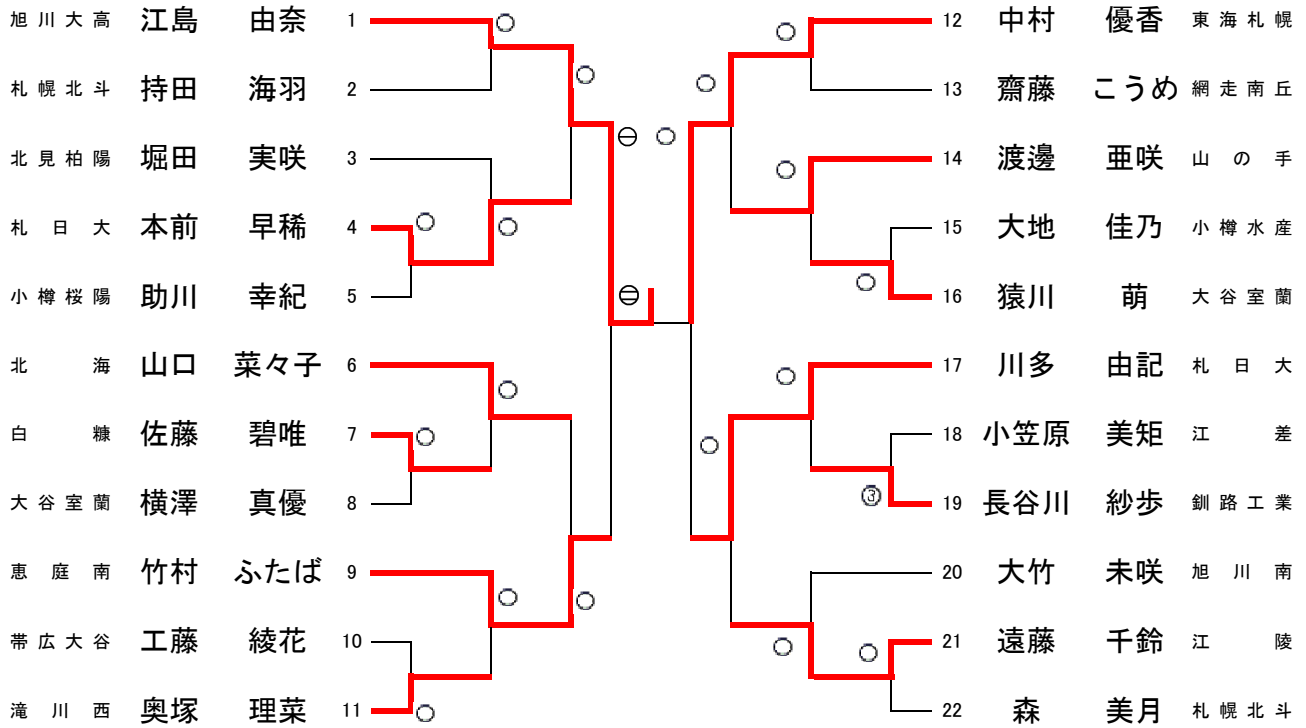 旭川大高 江島 由奈 1 12 中村 優香 東海札幌
札幌北斗 持田 海羽 2 13 齋藤 こうめ 網走南丘
北見柏陽 堀田 実咲 3 14 渡邊 亜咲 山の手
札日大 本前 早稀 4 15 大地 佳乃 小樽水産
小樽桜陽 助川 幸紀 5 16 猿川 萌 大谷室蘭
北海 山口 菜々子 6 17 川多 由記 札日大
白糠 佐藤 碧唯 7 18 小笠原 美矩 江差
大谷室蘭 横澤 真優 8 ③ 19 長谷川 紗歩 釧路工業
恵庭南 竹村 ふたば 9 20 大竹 未咲 旭川南
帯広大谷 工藤 綾花 10 21 遠藤 千鈴 江陵
滝川西 奥塚 理菜 11 22 森 美月 札幌北斗